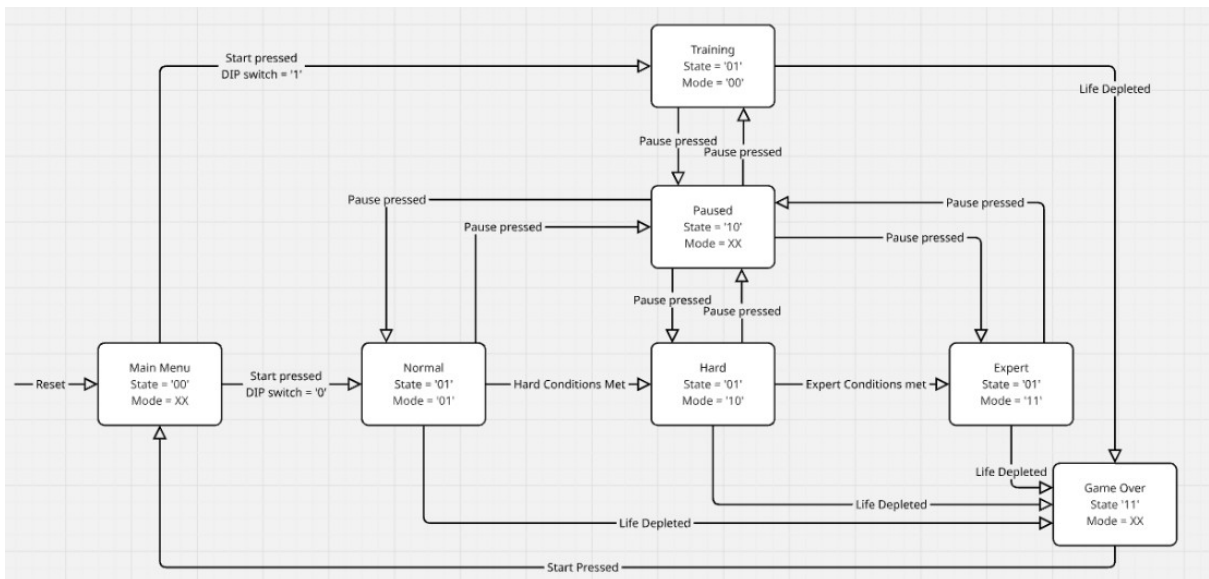 Training
State = '01'
Mode = '00'
Start pressed
DIP switch = '1'
Life Depleted
Pause pressed
Pause pressed
Pause pressed
Pause pressed
Paused
State = '10'
Mode = XX
Pause pressed
Pause pressed
Pause pressed
Pause pressed
Reset
Main Menu
State = '00'
Mode = XX
Start pressed
DIP switch = '0'
Normal
State = '01'
Mode = '01'
Hard Conditions Met
Hard
State = '01'
Mode = '10'
Expert Conditions met
Expert
State = '01'
Mode = '11'
Life Depleted
Life Depleted
Life Depleted
Game Over
State '11'
Mode = XX
Start Pressed